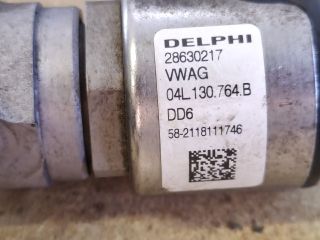 DELPHI
28630217
VWAG
04L.130.764.B
DD6
58-2118111746